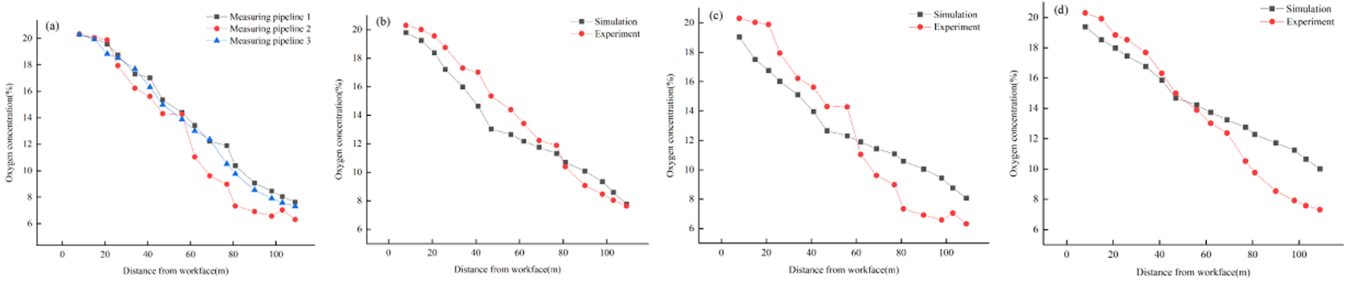 (a)
Measuring pipeline 1
Measuring pipeline 2
Measuring pipeline 3
20
18
16
14
12
10
8
6
Oxygen concentration(%)
0 20 40 60 80 100
Distance from workface(m)
(b)
Simulation
Experiment
20
18
16
14
12
10
8
6
Oxygen concentration(%)
0 20 40 60 80 100
Distance from workface(m)
(c)
Simulation
Experiment
20
18
16
14
12
10
8
6
Oxygen concentration(%)
0 20 40 60 80 100
Distance from workface(m)
(d)
Simulation
Experiment
20
18
16
14
12
10
8
6
Oxygen concentration(%)
0 20 40 60 80 100
Distance from workface(m)